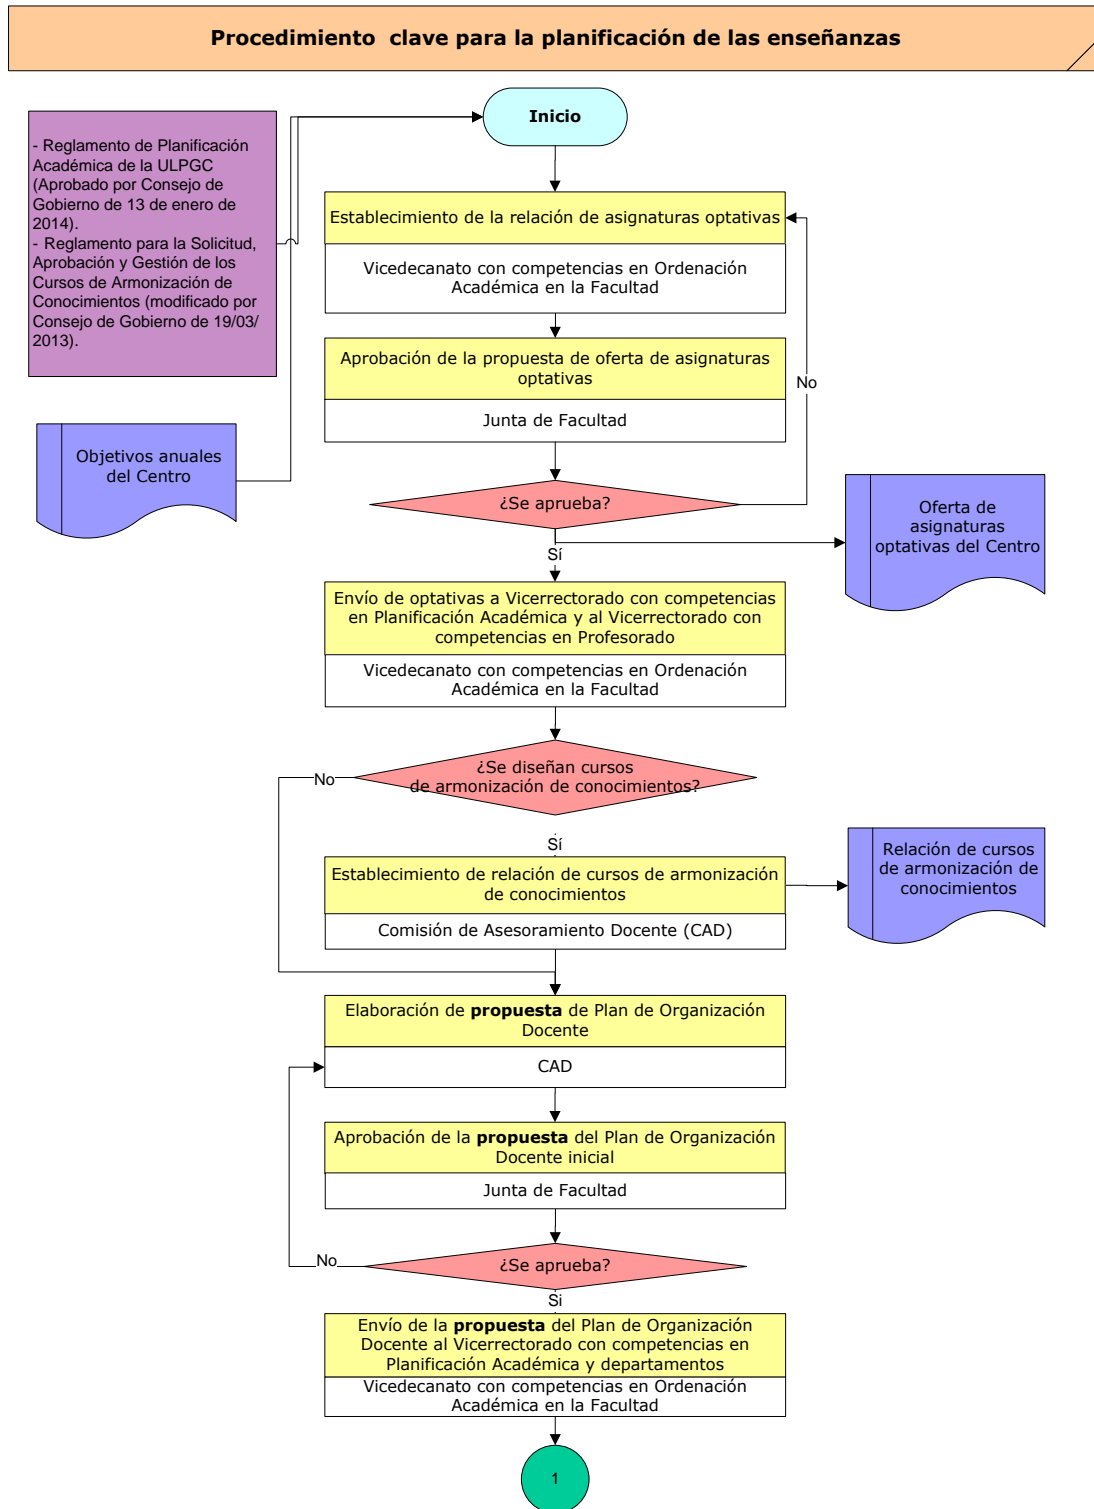 Procedimiento  clave para la planificación de las enseñanzas
Inicio
- Reglamento de Planificación
Académica de la ULPGC
(Aprobado por Consejo de
Gobierno de 13 de enero de
2014).
- Reglamento para la Solicitud,
Aprobación y Gestión de los
Cursos de Armonización de
Conocimientos (modificado por
Consejo de Gobierno de 19/03/
2013).
Establecimiento de la relación de asignaturas optativas
Vicedecanato con competencias en Ordenación
Académica en la Facultad
Aprobación de la propuesta de oferta de asignaturas
optativas
Junta de Facultad
No
Objetivos anuales
del Centro
¿Se aprueba?
Oferta de
asignaturas
optativas del Centro
Sí
Envío de optativas a Vicerrectorado con competencias
en Planificación Académica y al Vicerrectorado con
competencias en Profesorado
Vicedecanato con competencias en Ordenación
Académica en la Facultad
¿Se diseñan cursos
de armonización de conocimientos?
No
Sí
Establecimiento de relación de cursos de armonización
de conocimientos
Comisión de Asesoramiento Docente (CAD)
Relación de cursos
de armonización de
conocimientos
Elaboración de propuesta de Plan de Organización
Docente
CAD
Aprobación de la propuesta del Plan de Organización
Docente inicial
Junta de Facultad
¿Se aprueba?
No
Si
Envío de la propuesta del Plan de Organización
Docente al Vicerrectorado con competencias en
Planificación Académica y departamentos
Vicedecanato con competencias en Ordenación
Académica en la Facultad
1